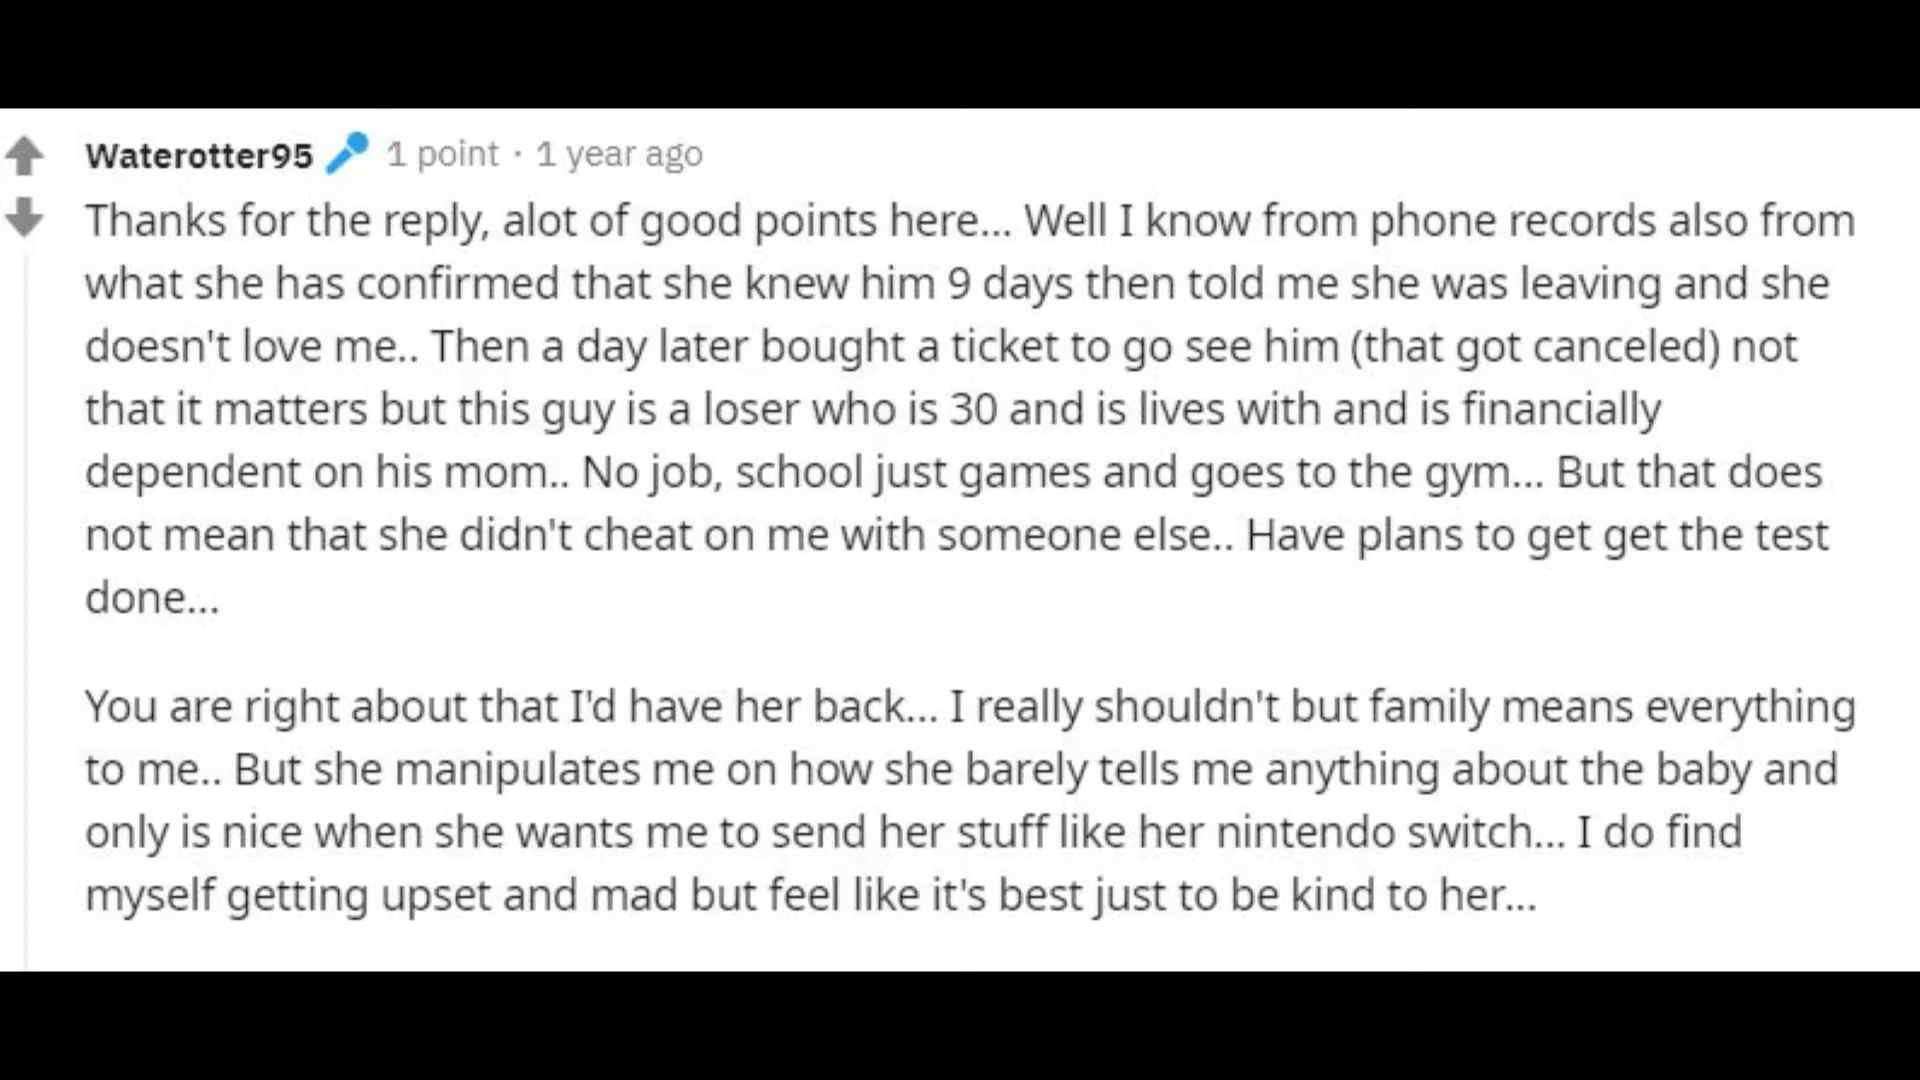 Waterotter95 1 point · 1 year ago
Thanks for the reply, alot of good points here... Well I know from phone records also from
what she has confirmed that she knew him 9 days then told me she was leaving and she
doesn't love me.. Then a day later bought a ticket to go see him (that got canceled) not
that it matters but this guy is a loser who is 30 and is lives with and is financially
dependent on his mom.. No job, school just games and goes to the gym... But that does
not mean that she didn't cheat on me with someone else.. Have plans to get get the test
done...
You are right about that I'd have her back... I really shouldn't but family means everything
to me.. But she manipulates me on how she barely tells me anything about the baby and
only is nice when she wants me to send her stuff like her nintendo switch... I do find
myself getting upset and mad but feel like it's best just to be kind to her...